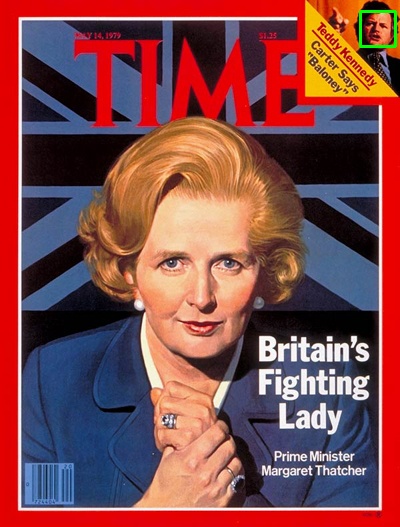 MAY 14, 1979
$1.25
TIME
Teddy Kennedy
Carter Says
"Baloney"
Britain's
Fighting
Lady
Prime Minister
Margaret Thatcher